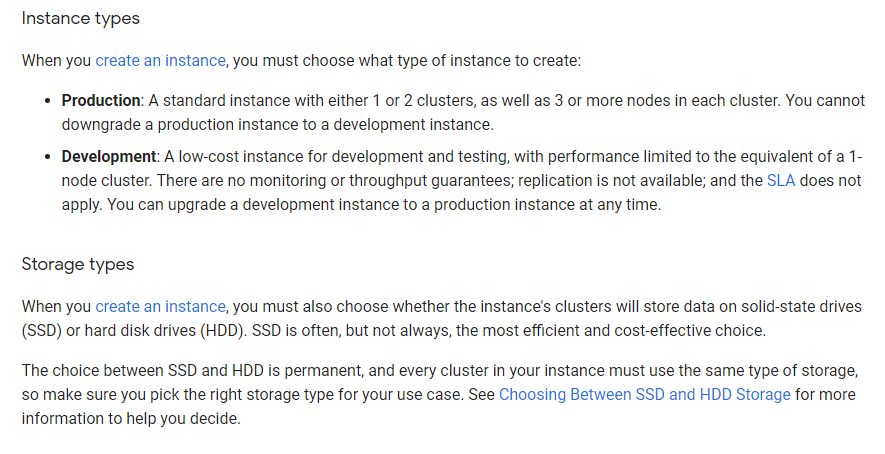 Instance types
When you create an instance, you must choose what type of instance to create:
• Production: A standard instance with either 1 or 2 clusters, as well as 3 or more nodes in each cluster. You cannot
downgrade a production instance to a development instance.
• Development: A low-cost instance for development and testing, with performance limited to the equivalent of a 1-
node cluster. There are no monitoring or throughput guarantees; replication is not available; and the SLA does not
apply. You can upgrade a development instance to a production instance at any time.
Storage types
When you create an instance, you must also choose whether the instance's clusters will store data on solid-state drives
(SSD) or hard disk drives (HDD). SSD is often, but not always, the most efficient and cost-effective choice.
The choice between SSD and HDD is permanent, and every cluster in your instance must use the same type of storage,
so make sure you pick the right storage type for your use case. See Choosing Between SSD and HDD Storage for more
information to help you decide.